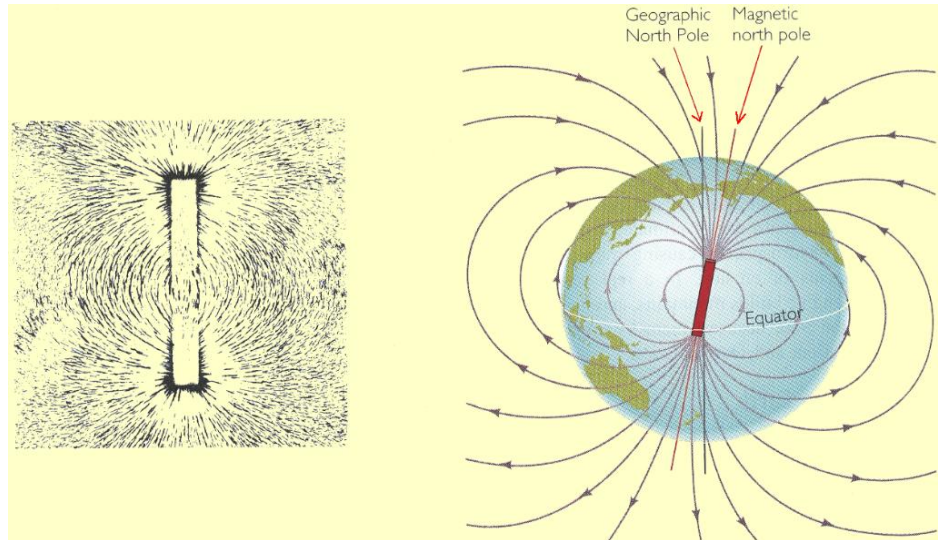 Geographic
North Pole
Magnetic
north pole
Equator